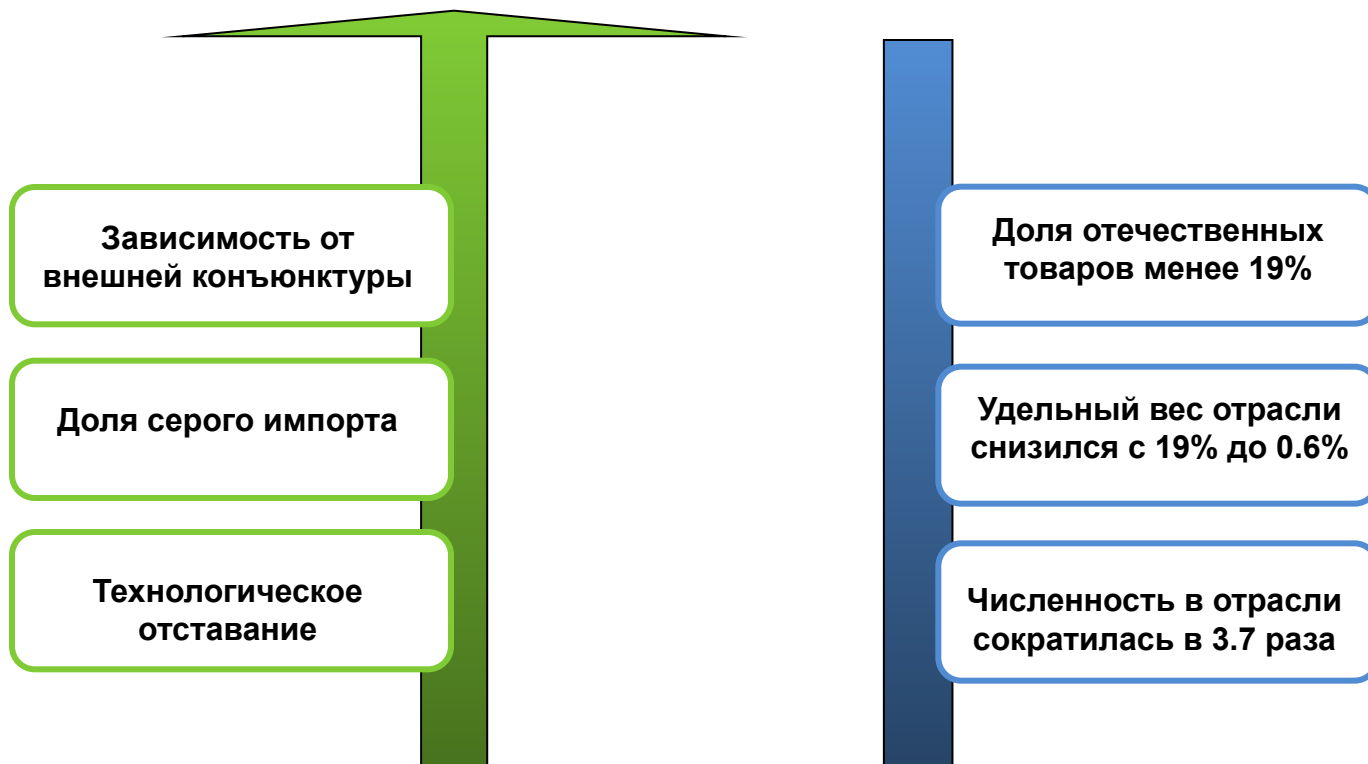 Зависимость от
внешней конъюнктуры
Доля серого импорта
Технологическое
отставание
Доля отечественных
товаров менее 19%
Удельный вес отрасли
снизился с 19% до 0.6%
Численность в отрасли
сократилась в 3.7 раза